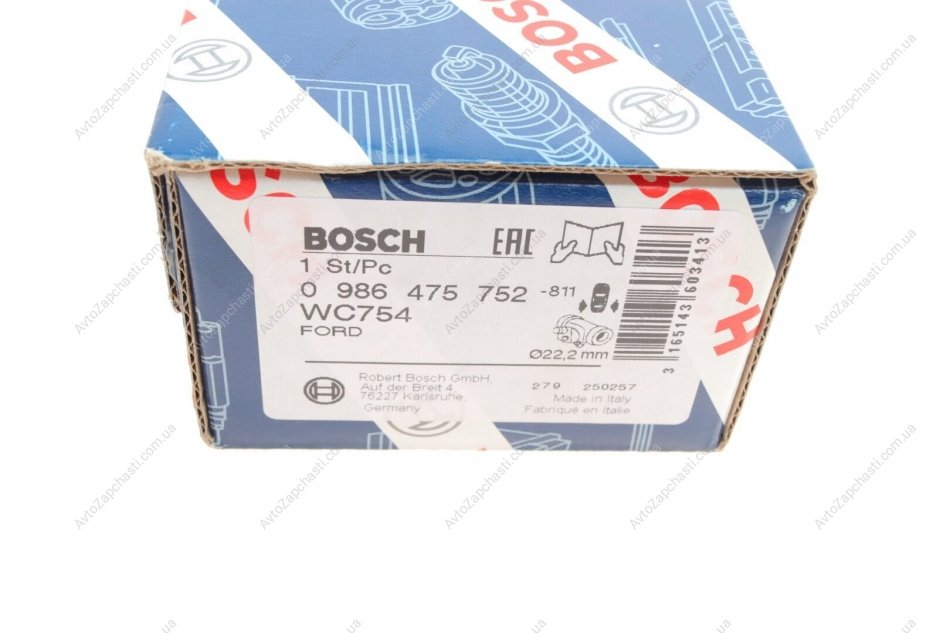 BOSCH
BOSCH EAC
1 St/Pc
0 986 475 752 -811
WC754
FORD
Ø22,2 mm
3 165143 603413
Robert Bosch GmbH,
Auf der Breit 4,
76227 Karlsruhe,
Germany
279 250257
Made in Italy
Fabriqué en Italie
AvtoZapchasti.com.ua